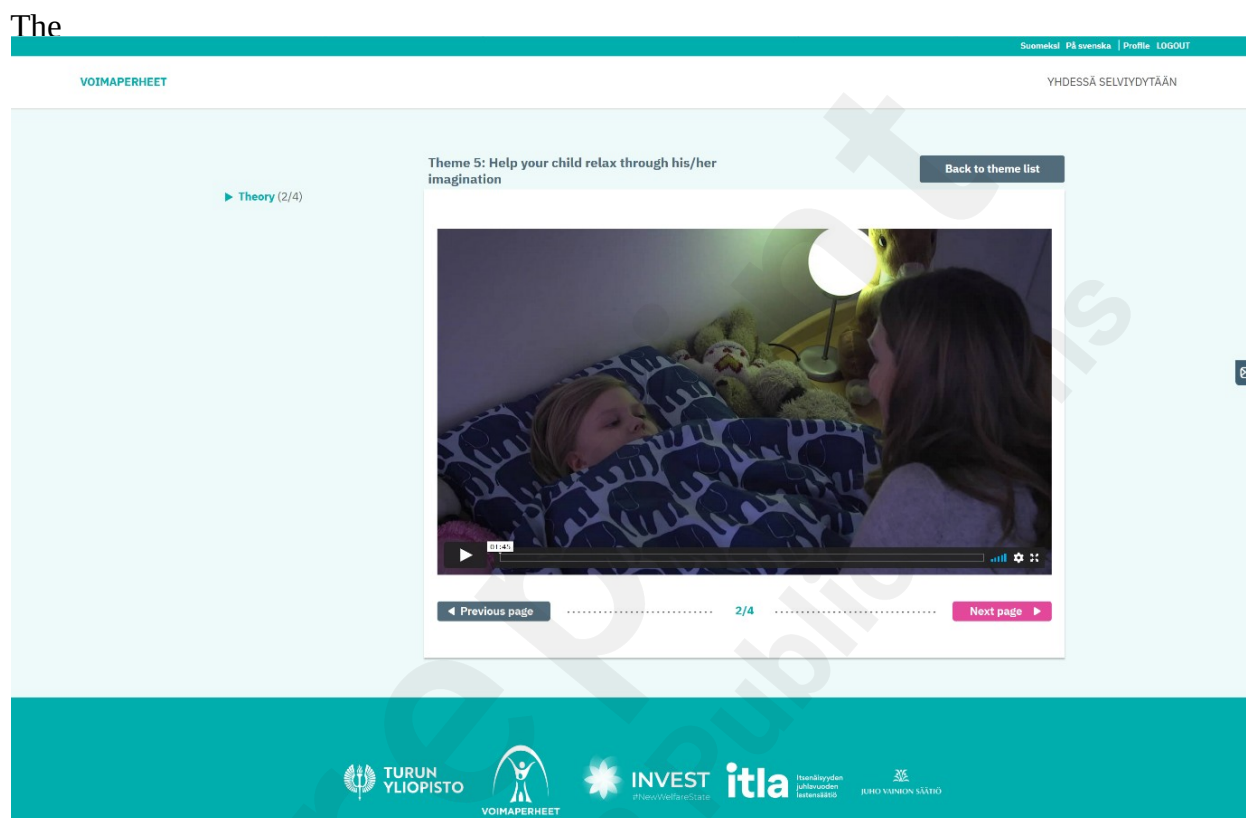 The
Suomeksi På svenska | Profile LOGOUT
VOIMAPERHEET
YHDESSÄ SELVIYDYTÄÄN
Theme 5: Help your child relax through his/her
imagination
Back to theme list
Theory (2/4)
01:45
Previous page
2/4
Next page
TURUN
YLIOPISTO
VOIMAPERHEET
INVEST
#NewWelfareState
itla
Itsenäisyyden
juhlavuoden
lastensäätiö
JUHO VAINION SÄÄTIÖ